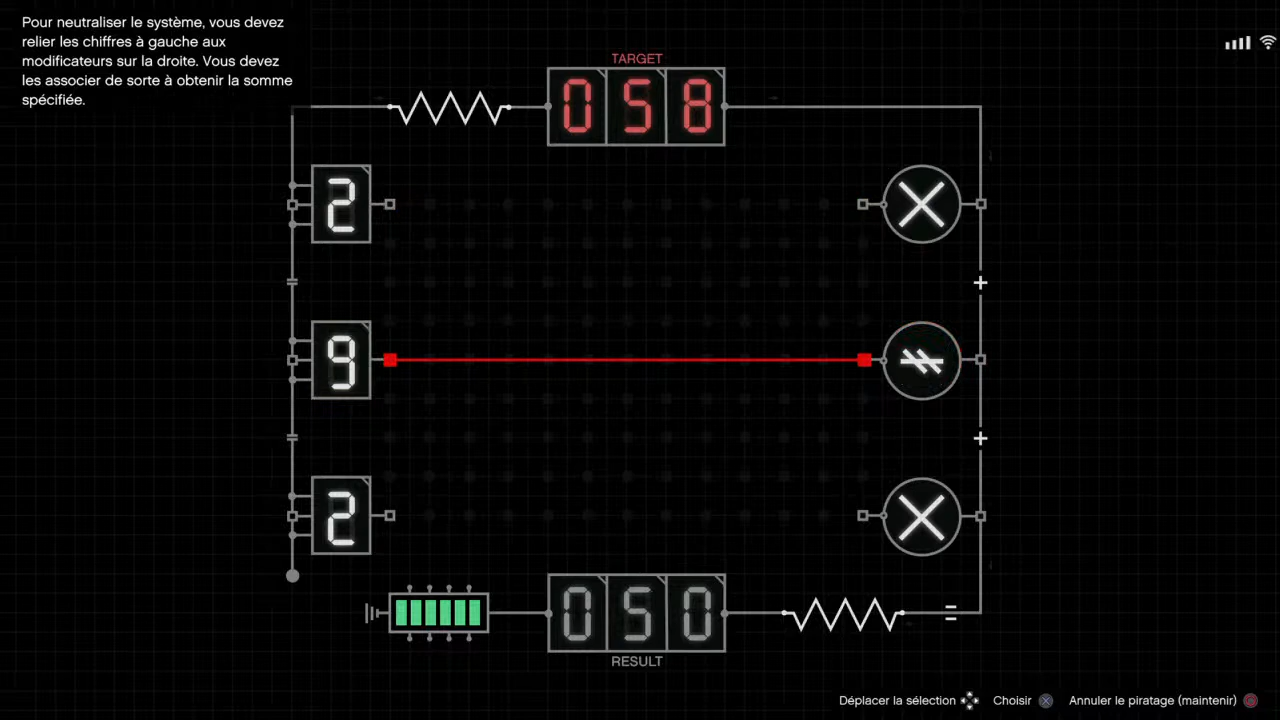 Pour neutraliser le système, vous devez
relier les chiffres à gauche aux
modificateurs sur la droite. Vous devez
les associer de sorte à obtenir la somme
spécifiée.
TARGET
058
2
+
9
+
2
050
=
RESULT
Déplacer la sélection
Choisir
Annuler le piratage (maintenir)